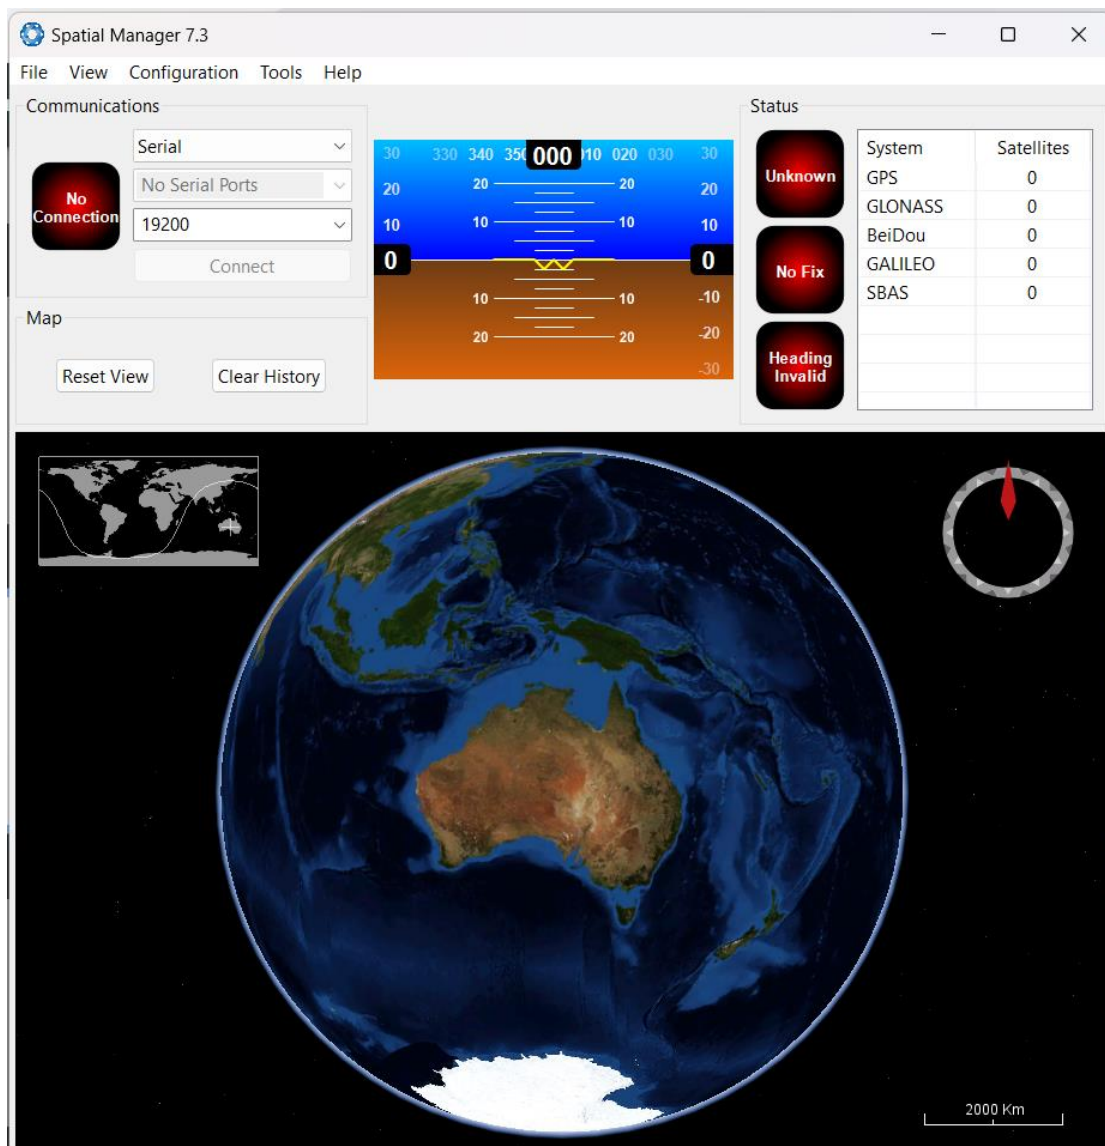 Spatial Manager 7.3
File View Configuration Tools Help
Communications
No
Connection
Serial
No Serial Ports
19200
Connect
Map
Reset View
Clear History
30 330 340 350 000 010 020 030 30
20 20 20 20
10 10 10 10
0 0
10 10 -10
20 20 -20
-30
Status
Unknown
No Fix
Heading
Invalid
System Satellites
GPS 0
GLONASS 0
BeiDou 0
GALILEO 0
SBAS 0
2000 Km